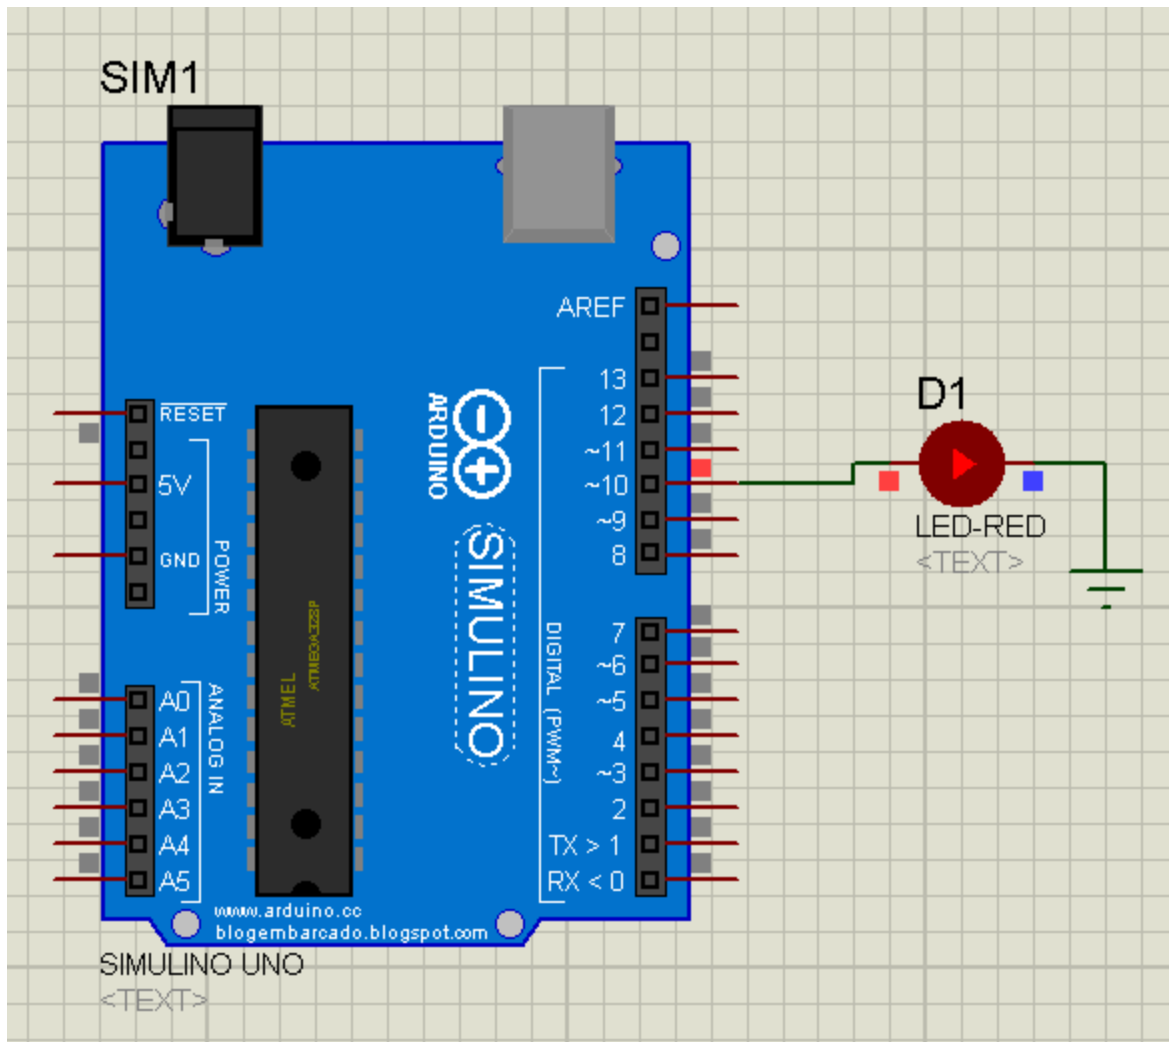 SIM1
AREF
13
12
~11
~10
~9
8
7
~6
~5
4
~3
2
TX > 1
RX < 0
DIGITAL (PWM~)
ARDUINO
SIMULINO
RESET
5V
GND
POWER
A0
A1
A2
A3
A4
A5
ANALOG IN
ATMEL
ATMEGA328P
www.arduino.cc
blogembarcado.blogspot.com
SIMULINO UNO
<TEXT>
D1
LED-RED
<TEXT>